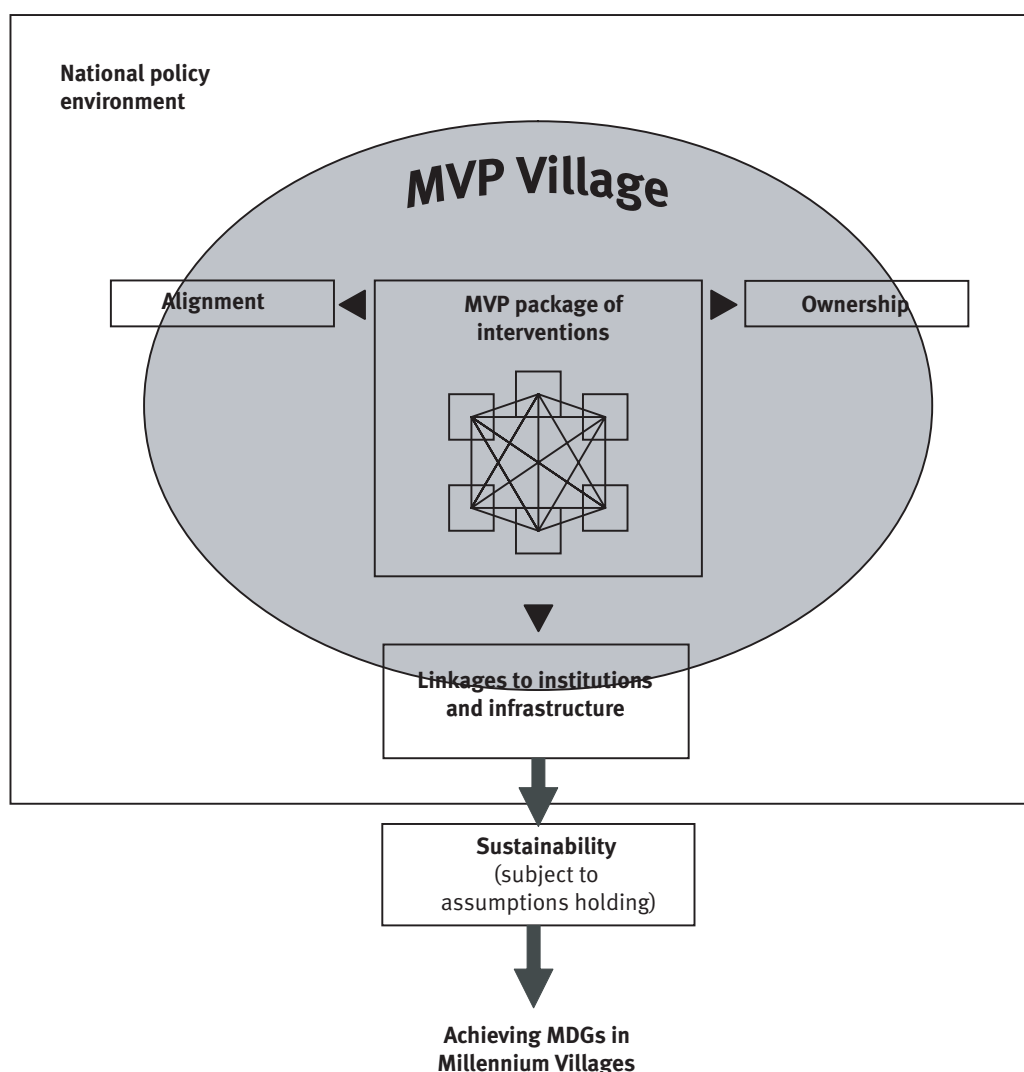 National policy
environment
MVP Village
Alignment
MVP package of
interventions
Ownership
Linkages to institutions
and infrastructure
Sustainability
(subject to
assumptions holding)
Achieving MDGs in
Millennium Villages